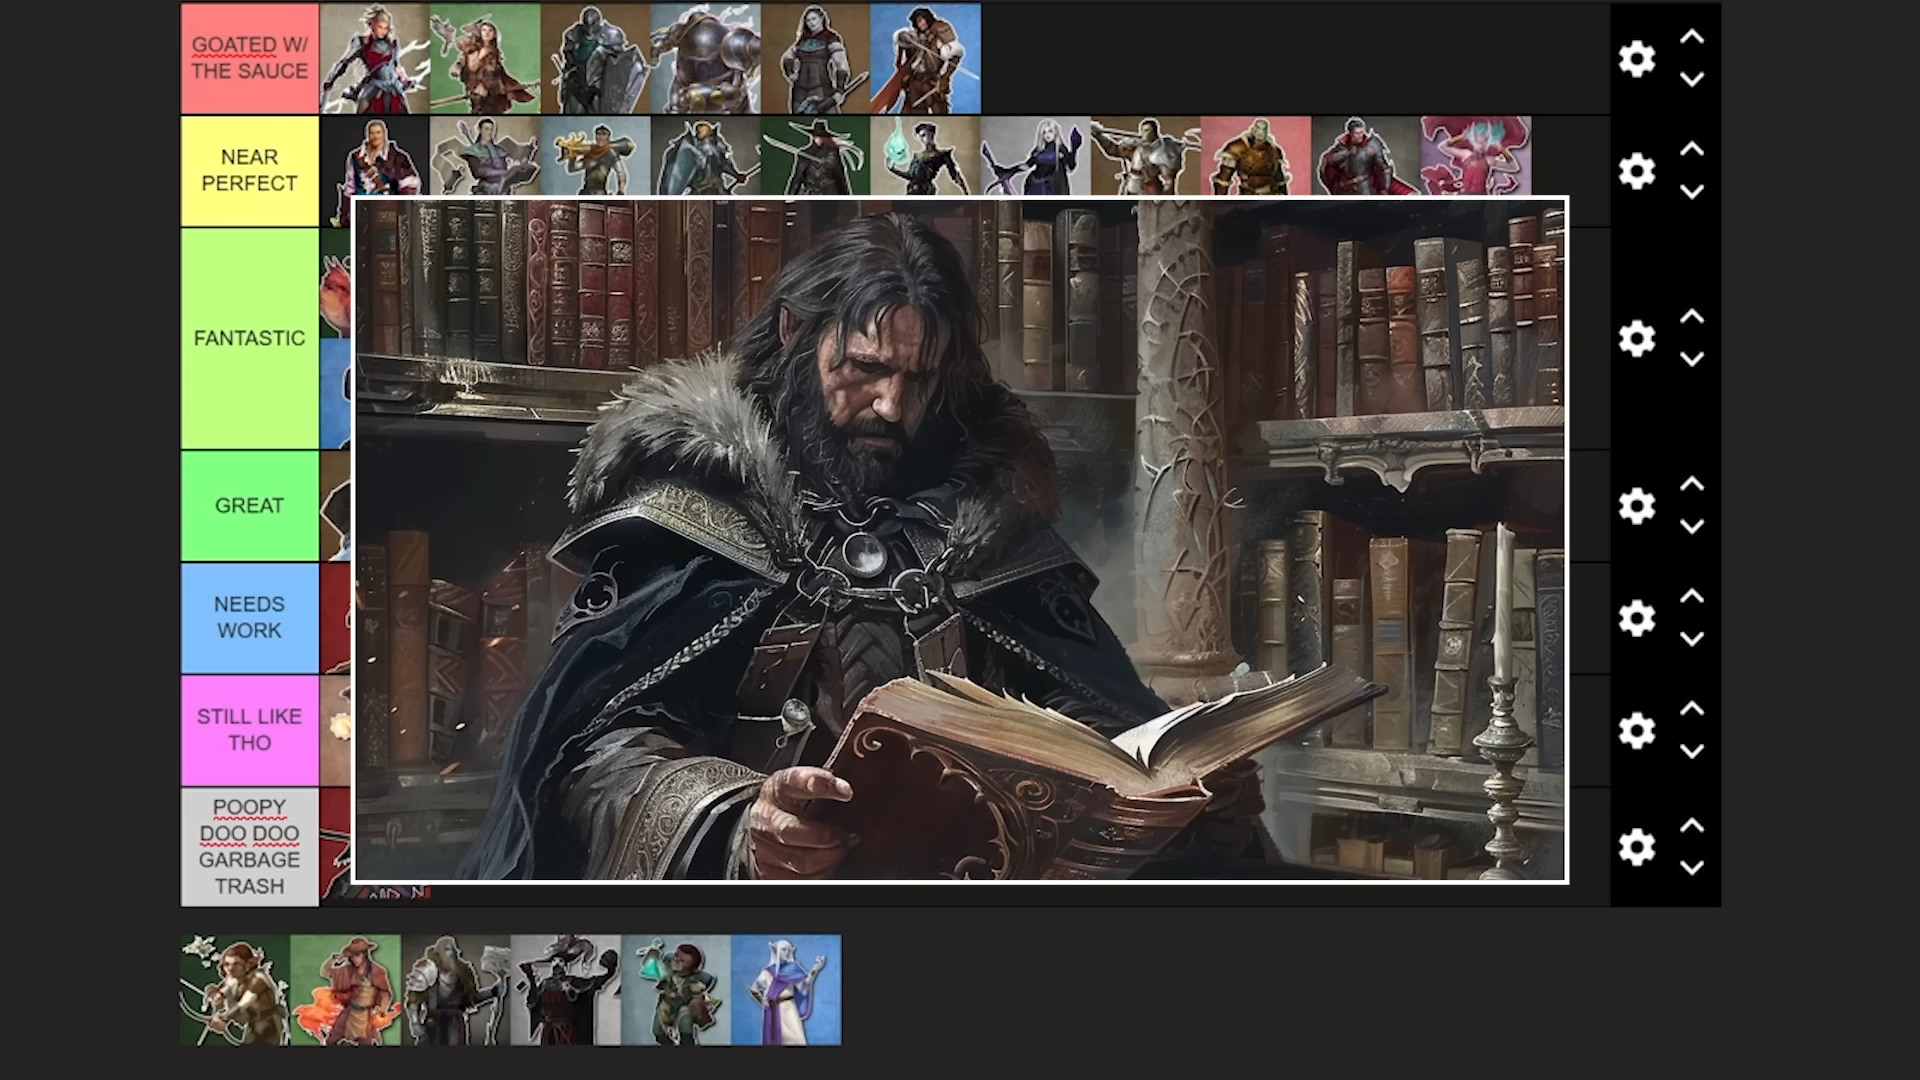 GOATED W/
THE SAUCE
NEAR
PERFECT
FANTASTIC
GREAT
NEEDS
WORK
STILL LIKE
THO
POOPY
DOO DOO
GARBAGE
TRASH